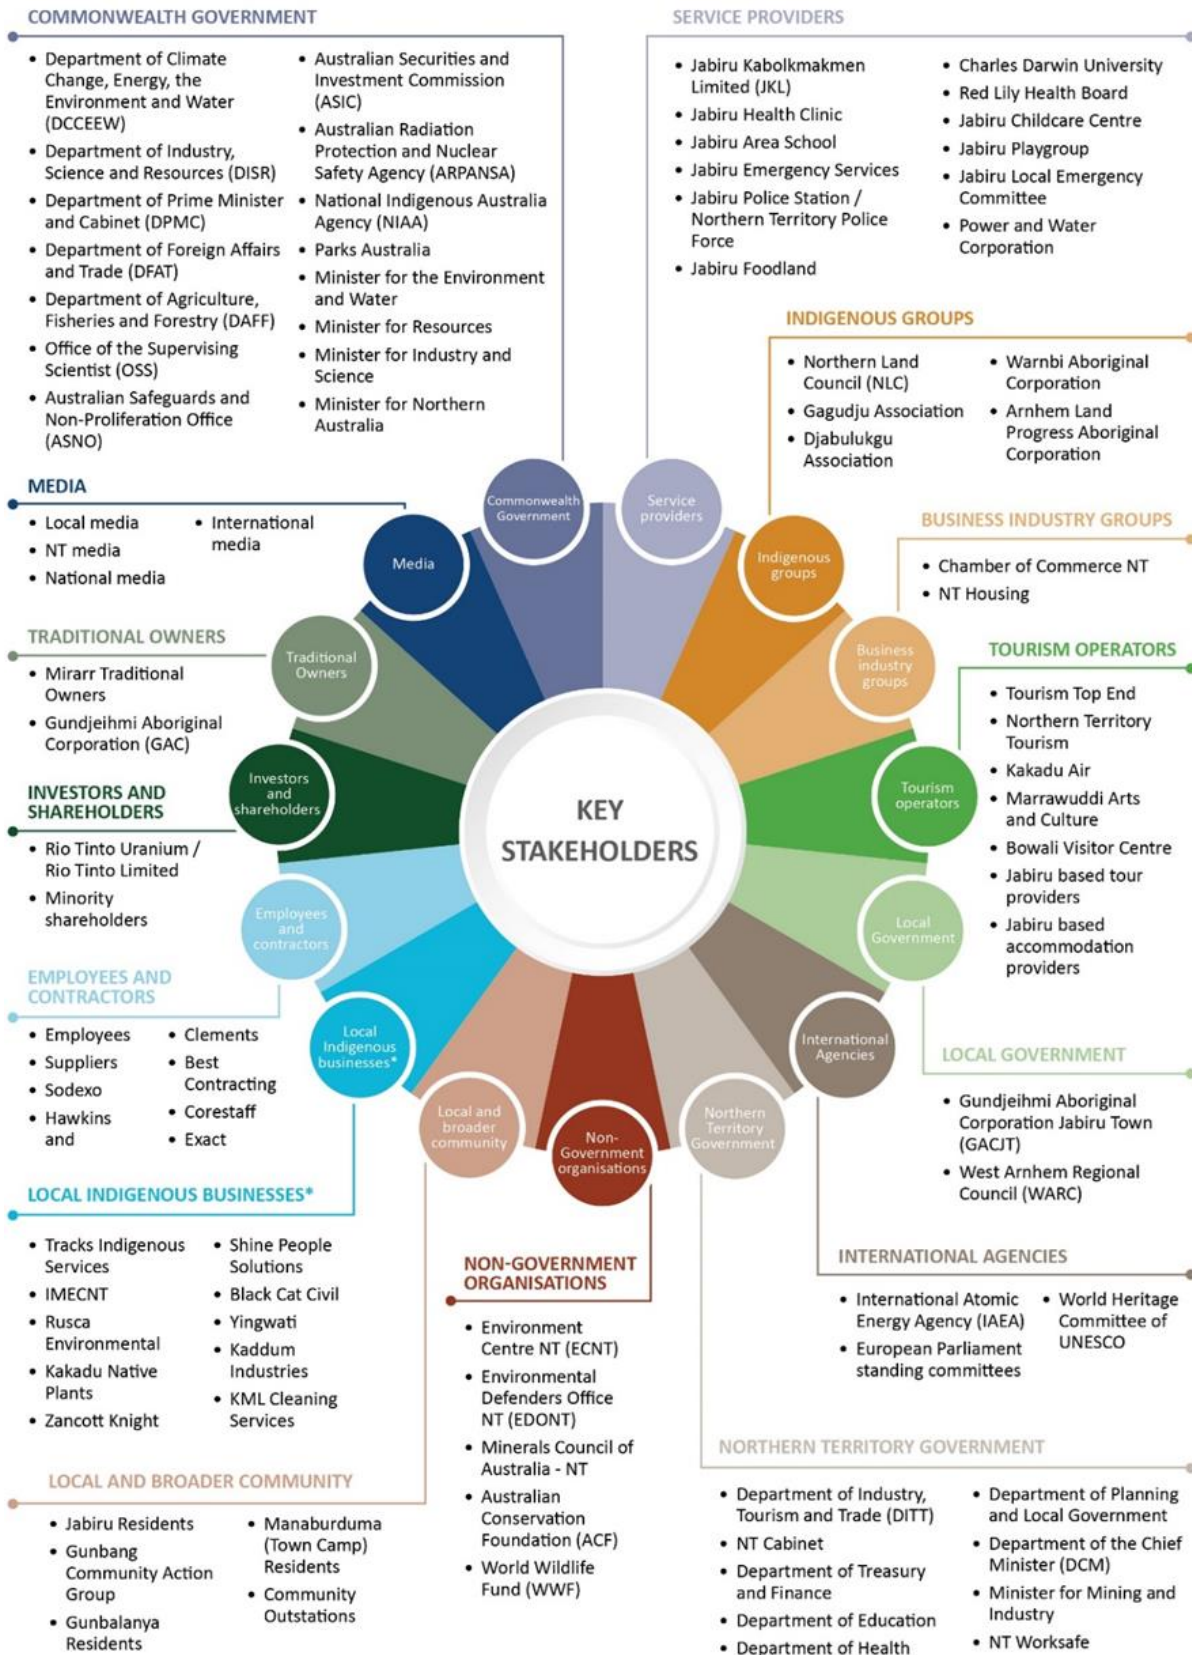 COMMONWEALTH GOVERNMENT
• Department of Climate
Change, Energy, the
Environment and Water
(DCCEEW)
• Department of Industry,
Science and Resources (DISR)
• Department of Prime Minister
and Cabinet (DPMC)
• Department of Foreign Affairs
and Trade (DFAT)
• Department of Agriculture,
Fisheries and Forestry (DAFF)
• Office of the Supervising
Scientist (OSS)
• Australian Safeguards and
Non-Proliferation Office
(ASNO)
• Australian Securities and
Investment Commission
(ASIC)
• Australian Radiation
Protection and Nuclear
Safety Agency (ARPANSA)
• National Indigenous Australia
Agency (NIAA)
• Parks Australia
• Minister for the Environment
and Water
• Minister for Resources
• Minister for Industry and
Science
• Minister for Northern
Australia
SERVICE PROVIDERS
• Jabiru Kabolkmakmen
Limited (JKL)
• Jabiru Health Clinic
• Jabiru Area School
• Jabiru Emergency Services
• Jabiru Police Station /
Northern Territory Police
Force
• Jabiru Foodland
• Charles Darwin University
• Red Lily Health Board
• Jabiru Childcare Centre
• Jabiru Playgroup
• Jabiru Local Emergency
Committee
• Power and Water
Corporation
INDIGENOUS GROUPS
• Northern Land
Council (NLC)
• Gagudju Association
• Djabulukgu
Association
• Warnbi Aboriginal
Corporation
• Arnhem Land
Progress Aboriginal
Corporation
MEDIA
• Local media
• NT media
• National media
• International
media
BUSINESS INDUSTRY GROUPS
• Chamber of Commerce NT
• NT Housing
TRADITIONAL OWNERS
• Mirarr Traditional
Owners
• Gundjeihmi Aboriginal
Corporation (GAC)
TOURISM OPERATORS
• Tourism Top End
• Northern Territory
Tourism
• Kakadu Air
• Marrawuddi Arts
and Culture
• Bowali Visitor Centre
• Jabiru based tour
providers
• Jabiru based
accommodation
providers
INVESTORS AND
SHAREHOLDERS
• Rio Tinto Uranium /
Rio Tinto Limited
• Minority
shareholders
Commonwealth
Government
Service
providers
Media
Indigenous
groups
Traditional
Owners
Business
industry
groups
Investors
and
shareholders
Tourism
operators
KEY
STAKEHOLDERS
Employees
and
contractors
Local
Government
Local
Indigenous
businesses*
International
Agencies
Local and
broader
community
Non-
Government
organisations
Northern
Territory
Government
EMPLOYEES AND
CONTRACTORS
• Employees
• Suppliers
• Sodexo
• Hawkins
and
• Clements
• Best
Contracting
• Corestaff
• Exact
LOCAL GOVERNMENT
• Gundjeihmi Aboriginal
Corporation Jabiru Town
(GACJT)
• West Arnhem Regional
Council (WARC)
LOCAL INDIGENOUS BUSINESSES*
• Tracks Indigenous
Services
• IMECNT
• Rusca
Environmental
• Kakadu Native
Plants
• Zancott Knight
• Shine People
Solutions
• Black Cat Civil
• Yingwati
• Kaddum
Industries
• KML Cleaning
Services
NON-GOVERNMENT
ORGANISATIONS
• Environment
Centre NT (ECNT)
• Environmental
Defenders Office
NT (EDONT)
• Minerals Council of
Australia - NT
• Australian
Conservation
Foundation (ACF)
• World Wildlife
Fund (WWF)
INTERNATIONAL AGENCIES
• International Atomic
Energy Agency (IAEA)
• European Parliament
standing committees
• World Heritage
Committee of
UNESCO
LOCAL AND BROADER COMMUNITY
• Jabiru Residents
• Gunbang
Community Action
Group
• Gunbalanya
Residents
• Manaburduma
(Town Camp)
Residents
• Community
Outstations
NORTHERN TERRITORY GOVERNMENT
• Department of Industry,
Tourism and Trade (DITT)
• NT Cabinet
• Department of Treasury
and Finance
• Department of Education
• Department of Health
• Department of Planning
and Local Government
• Department of the Chief
Minister (DCM)
• Minister for Mining and
Industry
• NT Worksafe